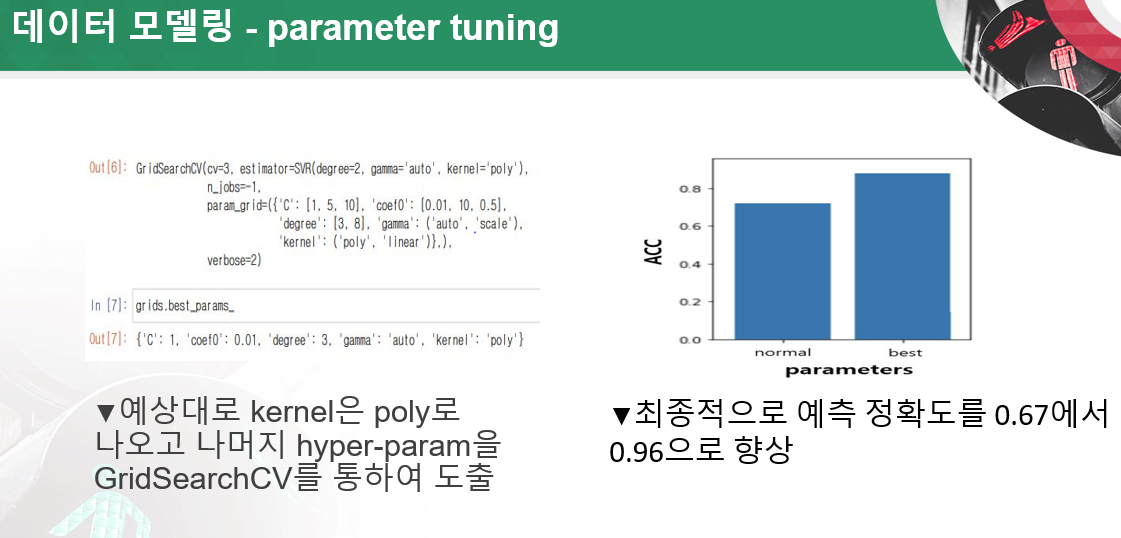 데이터 모델링 - parameter tuning
Out[6]: GridSearchCV(cv=3, estimator=SVR(degree=2, gamma='auto', kernel='poly'),
n_jobs=-1,
param_grid=({'C': [1, 5, 10], 'coef0': [0.01, 10, 0.5],
'degree': [3, 8], 'gamma': ('auto', 'scale'),
'kernel': ('poly', 'linear')},),
verbose=2)
In [7]: grids.best_params_
Out[7]: {'C': 1, 'coef0': 0.01, 'degree': 3, 'gamma': 'auto', 'kernel': 'poly'}
▼예상대로 kernel은 poly로
나오고 나머지 hyper-param을
GridSearchCV를 통하여 도출
ACC
0.8
0.6
0.4
0.2
0.0
normal best
parameters
▼최종적으로 예측 정확도를 0.67에서
0.96으로 향상